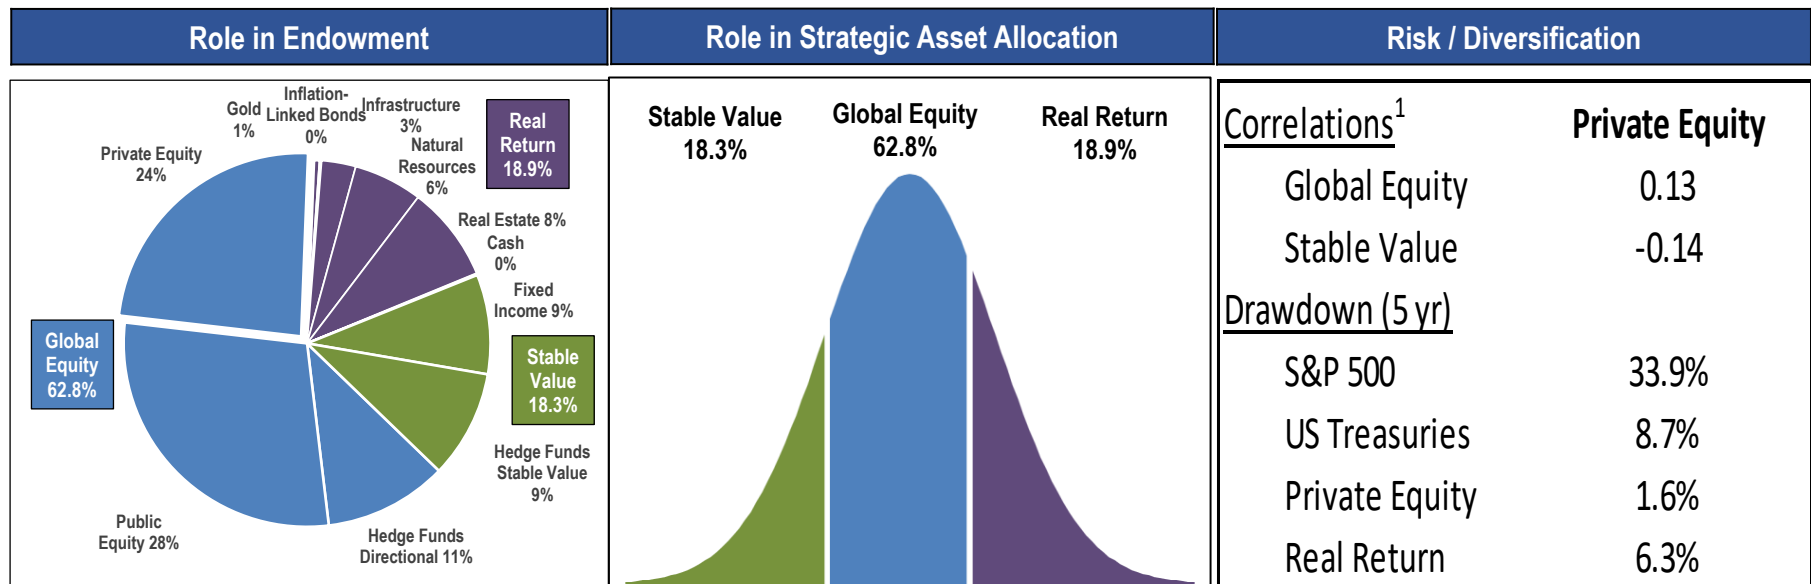 Role in Endowment
Role in Strategic Asset Allocation
Risk / Diversification
Inflation-
Linked Bonds
0%
Gold
1%
Infrastructure
3%
Natural
Resources
6%
Real
Return
18.9%
Private Equity
24%
Real Estate 8%
Cash
0%
Fixed
Income 9%
Global
Equity
62.8%
Stable
Value
18.3%
Hedge Funds
Stable Value
9%
Public
Equity 28%
Hedge Funds
Directional 11%
Stable Value
18.3%
Global Equity
62.8%
Real Return
18.9%
Correlations1 Private Equity
Global Equity 0.13
Stable Value -0.14
Drawdown (5 yr)
S&P 500 33.9%
US Treasuries 8.7%
Private Equity 1.6%
Real Return 6.3%